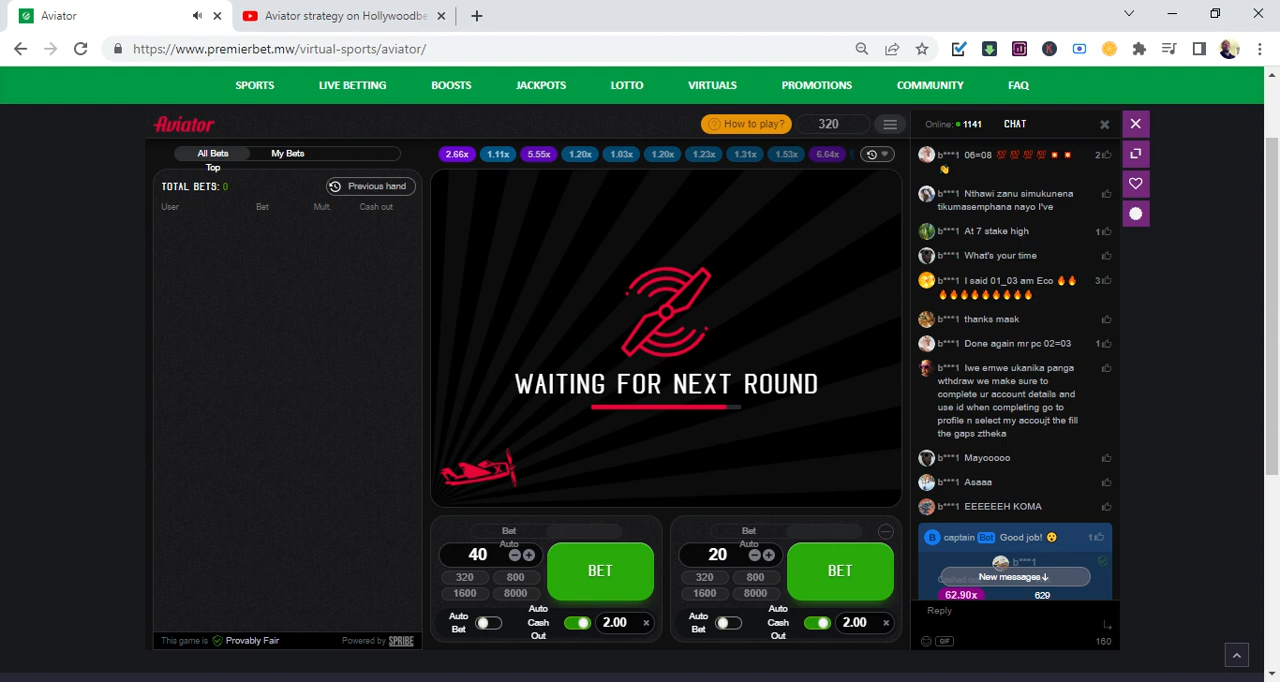 Aviator
Aviator strategy on Hollywoodbe
https://www.premierbet.mw/virtual-sports/aviator/
SPORTS LIVE BETTING BOOSTS JACKPOTS LOTTO VIRTUALS PROMOTIONS COMMUNITY FAQ
Aviator
? How to play? 320
Online: 1141 CHAT
All Bets My Bets
Top
TOTAL BETS: 0
Previous hand
User Bet Mult. Cash out
2.66x 1.11x 5.55x 1.20x 1.03x 1.20x 1.23x 1.31x 1.53x 6.64x
WAITING FOR NEXT ROUND
b***1 06=08 💯 💯 💯 💯 💥 💥 2
👏
b***1 Nthawi zanu simukunena
tikumasemphana nayo I've
b***1 At 7 stake high 1
b***1 What's your time
b***1 I said 01_03 am Eco 🔥🔥 3
🔥🔥🔥🔥🔥🔥🔥🔥🔥
b***1 thanks mask
b***1 Done again mr pc 02=03 1
b***1 Iwe emwe ukanika panga
wthdraw we make sure to
complete ur account details and
use id when completing go to
profile n select my accoujt the fill
the gaps ztheka
b***1 Mayooooo
b***1 Asaaa
b***1 EEEEEEH KOMA
B captain Bot Good job! 😯 1
b***1
New messages
62.90x 629
Reply
GIF 160
Bet
Auto
40
BET
320 800
1600 8000
Auto
Bet
Auto
Cash
Out
2.00 ×
Bet
Auto
20
BET
320 800
1600 8000
Auto
Bet
Auto
Cash
Out
2.00 ×
This game is Provably Fair Powered by SPRIBE